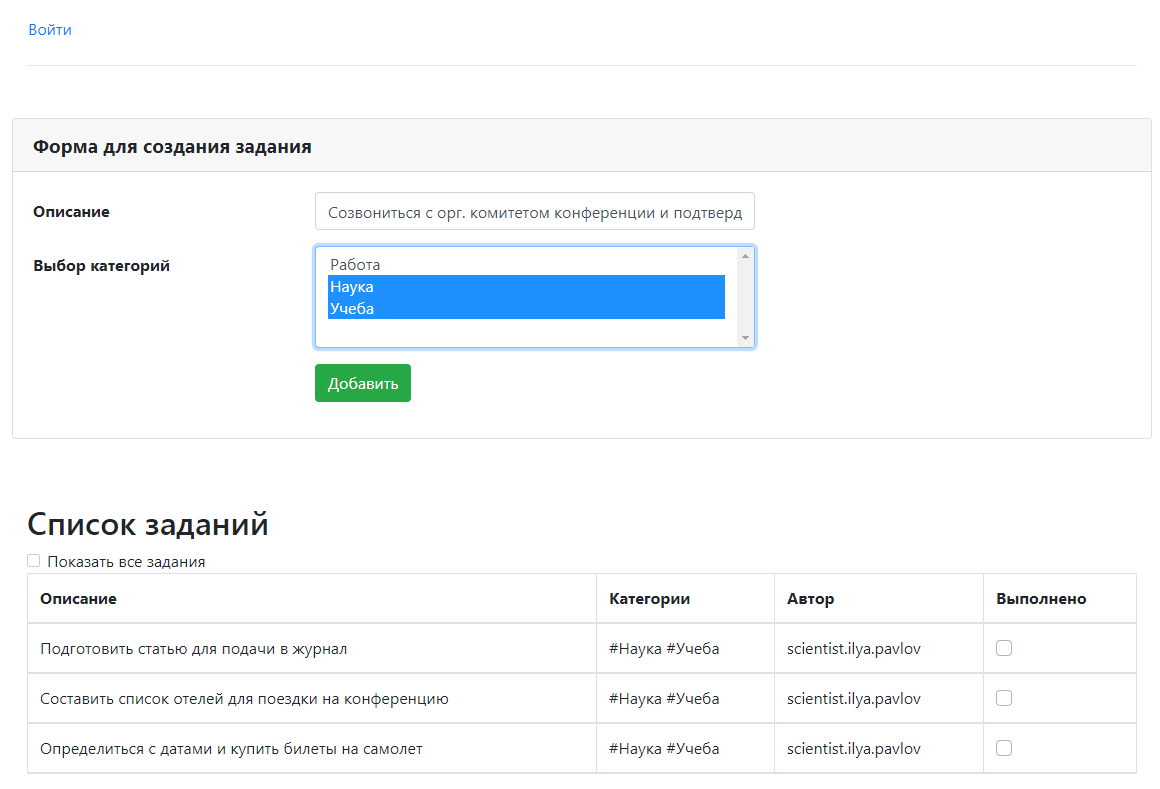 Войти
Форма для создания задания
Описание
Созвониться с орг. комитетом конференции и подтверд
Выбор категорий
Работа
Наука
Учеба
Добавить
Список заданий
Показать все задания
Описание Категории Автор Выполнено
Подготовить статью для подачи в журнал #Наука #Учеба scientist.ilya.pavlov
Составить список отелей для поездки на конференцию #Наука #Учеба scientist.ilya.pavlov
Определиться с датами и купить билеты на самолет #Наука #Учеба scientist.ilya.pavlov